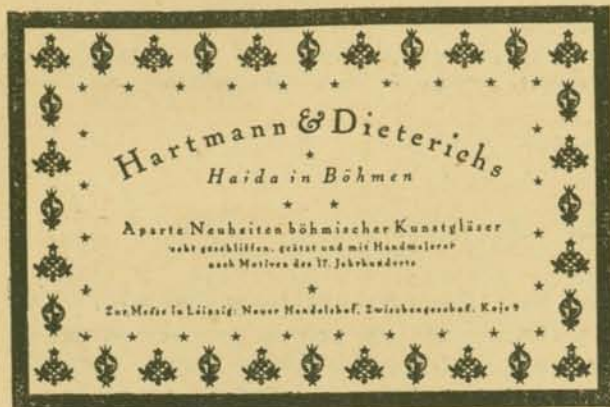 Hartmann & Dieterichs
Haida in Böhmen
Aparte Neuheiten böhmischer Kunstgläser
echt geschliffen, geätzt und mit Handmalerei
nach Motiven des 17. Jahrhunderts
Zur Messe in Leipzig: Neuer Handelshof, Zwischengeschoß, Koje 9